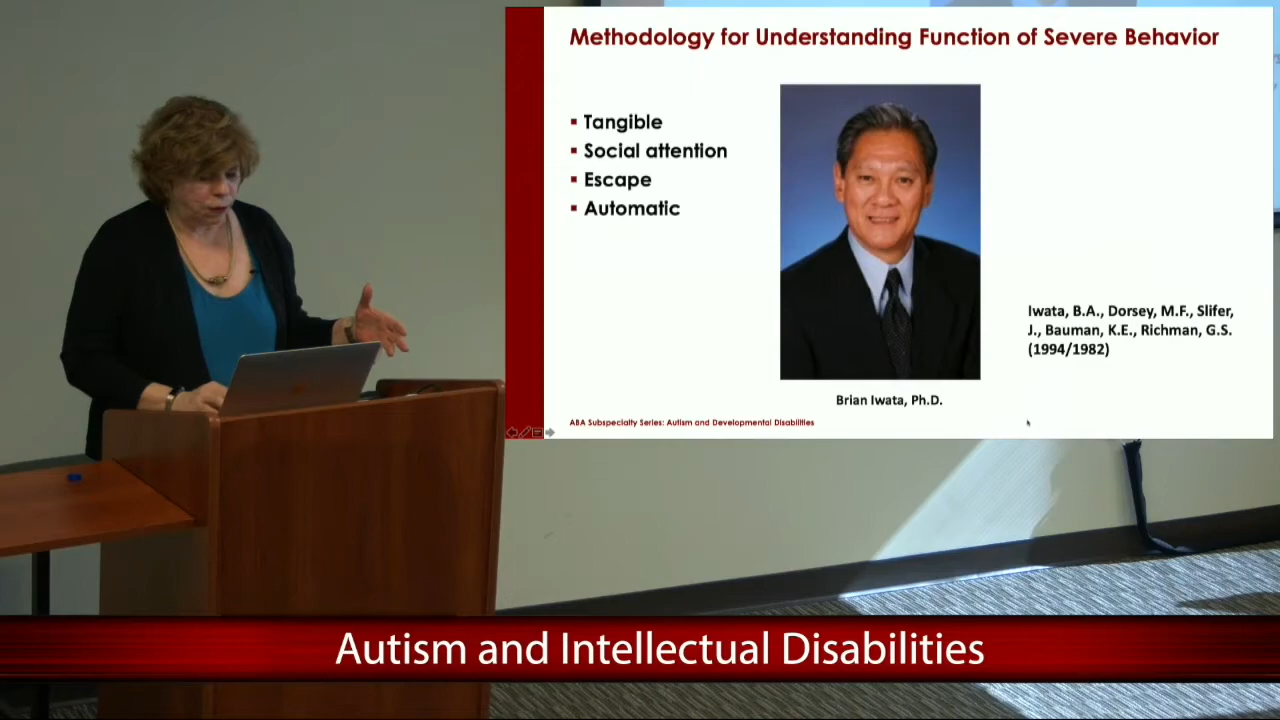 Methodology for Understanding Function of Severe Behavior
▪ Tangible
▪ Social attention
▪ Escape
▪ Automatic
Iwata, B.A., Dorsey, M.F., Slifer,
J., Bauman, K.E., Richman, G.S.
(1994/1982)
Brian Iwata, Ph.D.
ABA Subspecialty Series: Autism and Developmental Disabilities
Autism and Intellectual Disabilities